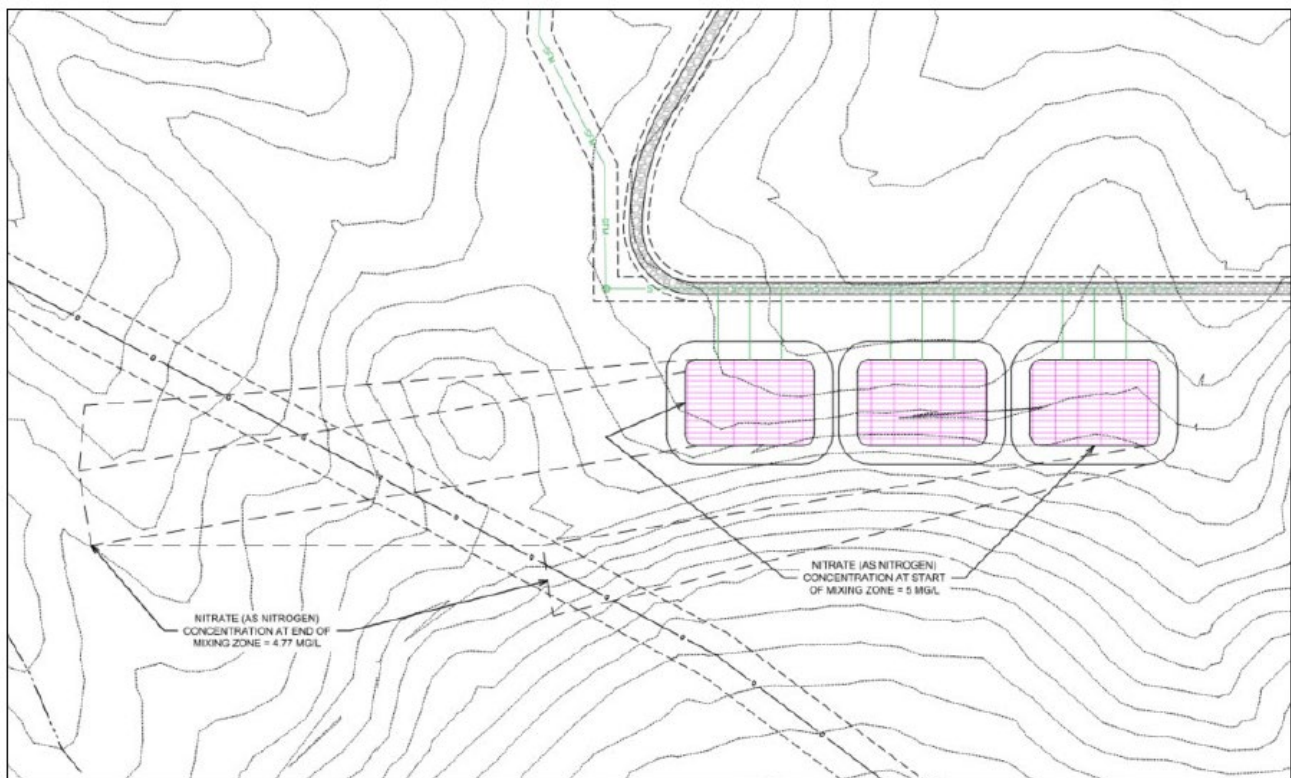 NITRATE (AS NITROGEN)
CONCENTRATION AT START
OF MIXING ZONE = 5 MG/L
NITRATE (AS NITROGEN)
CONCENTRATION AT END OF
MIXING ZONE = 4.77 MG/L